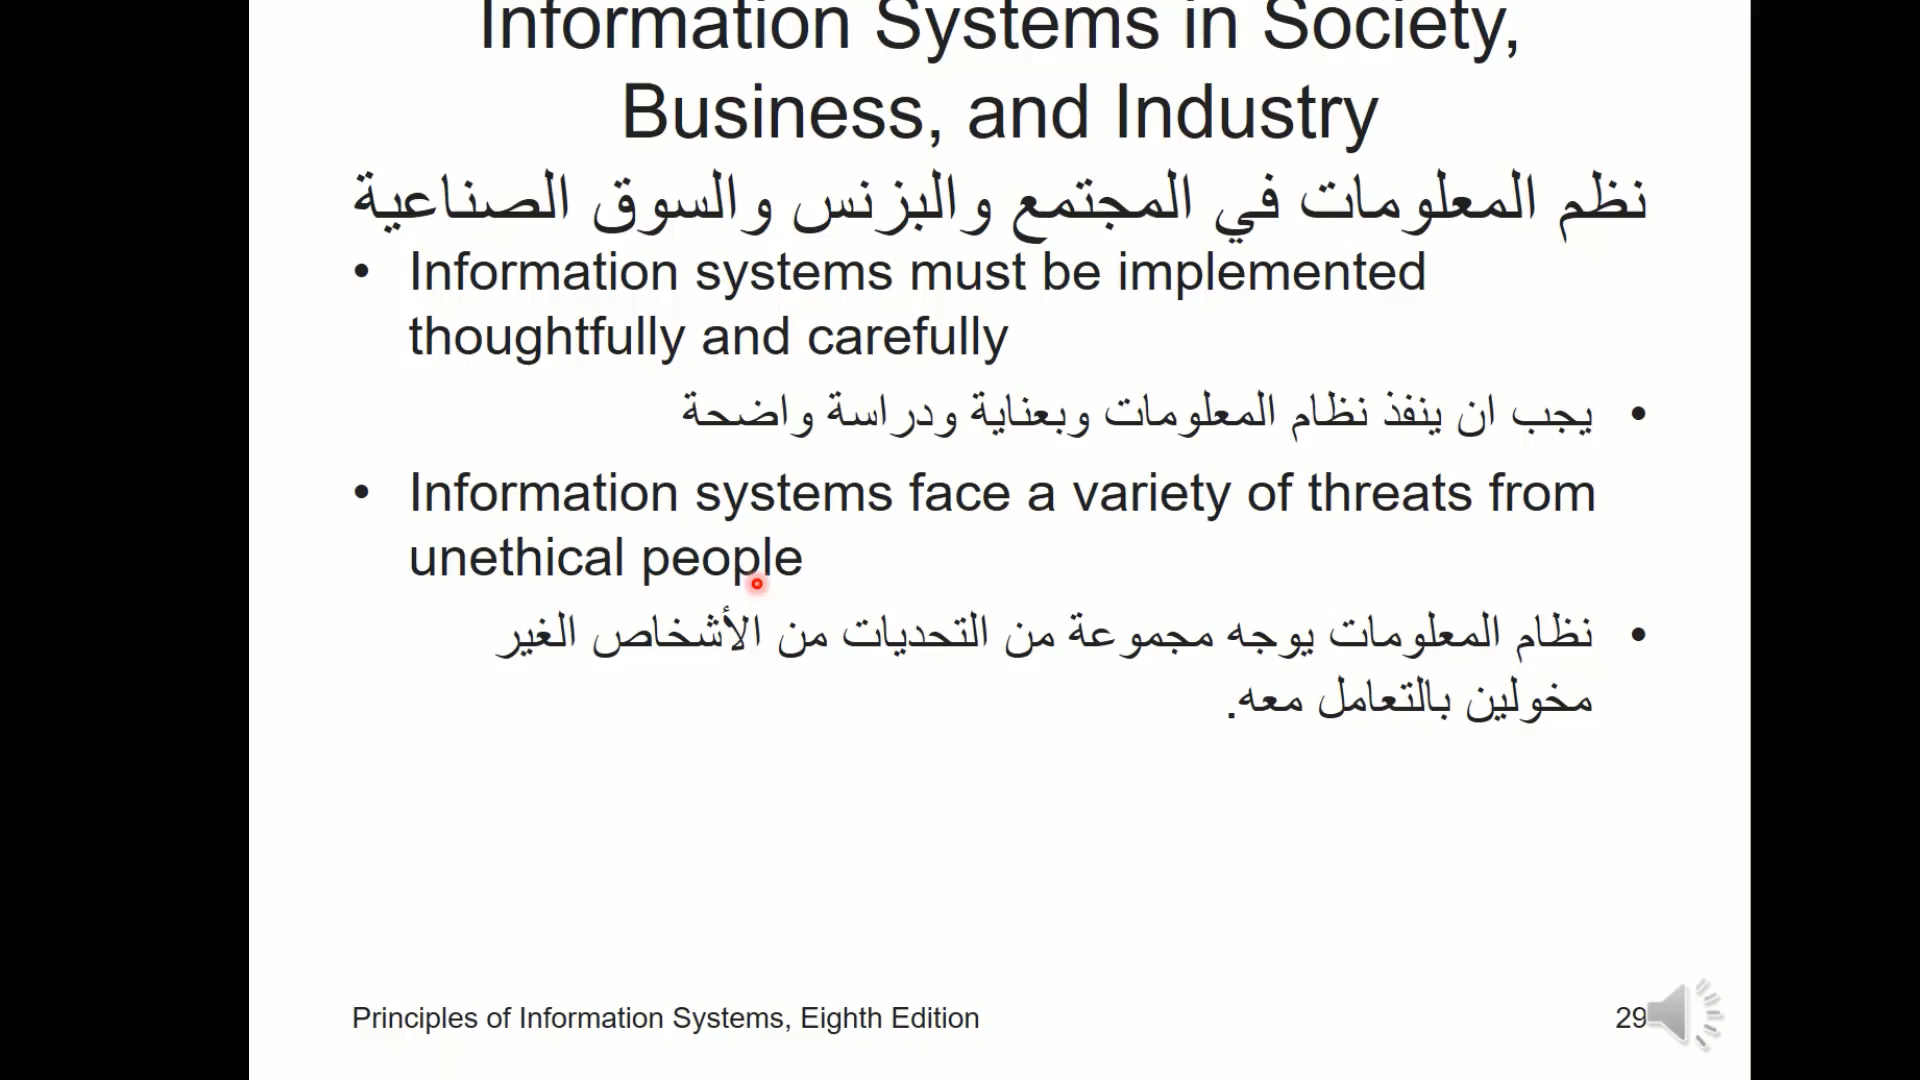 Information Systems in Society,
Business, and Industry
نظم المعلومات في المجتمع والبزنس والسوق الصناعية
• Information systems must be implemented
thoughtfully and carefully
• يجب ان ينفذ نظام المعلومات وبعناية ودراسة واضحة
• Information systems face a variety of threats from
unethical people
• نظام المعلومات يوجه مجموعة من التحديات من الأشخاص الغير
مخولين بالتعامل معه.
Principles of Information Systems, Eighth Edition
29